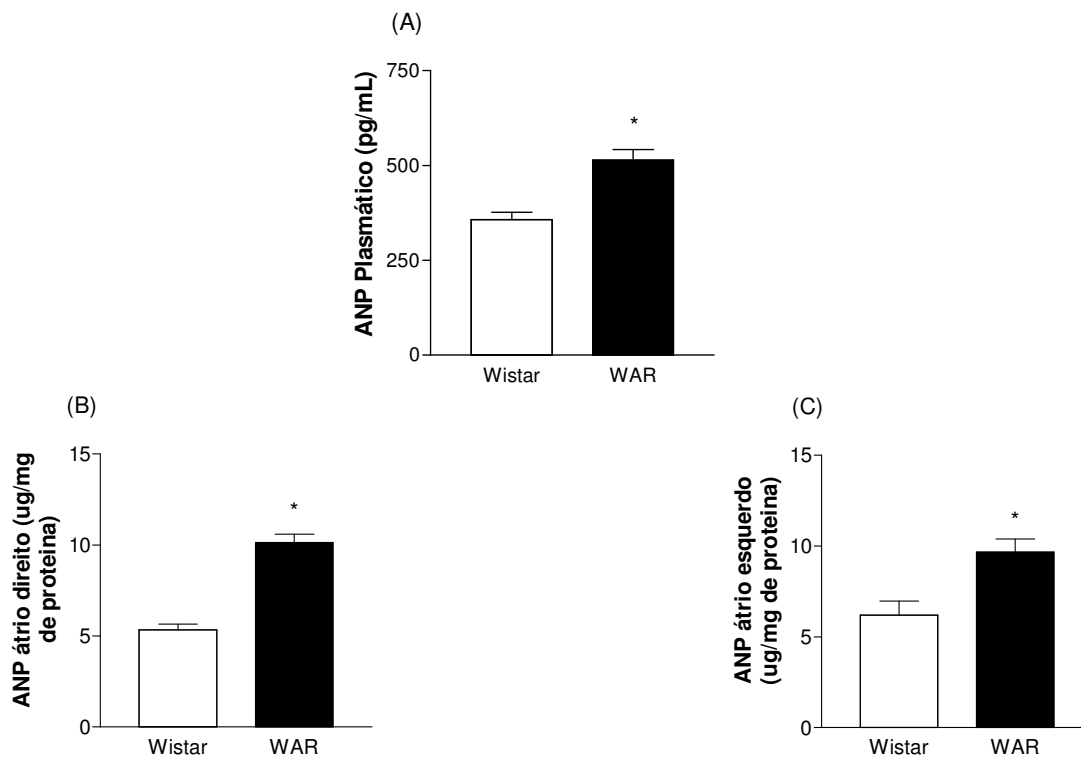 (A)
ANP Plasmático (pg/mL)
750
500
250
0
*
Wistar
WAR
(B)
ANP átrio direito (ug/mg
de proteina)
15
10
5
0
*
Wistar
WAR
(C)
ANP átrio esquerdo
(ug/mg de proteina)
15
10
5
0
*
Wistar
WAR